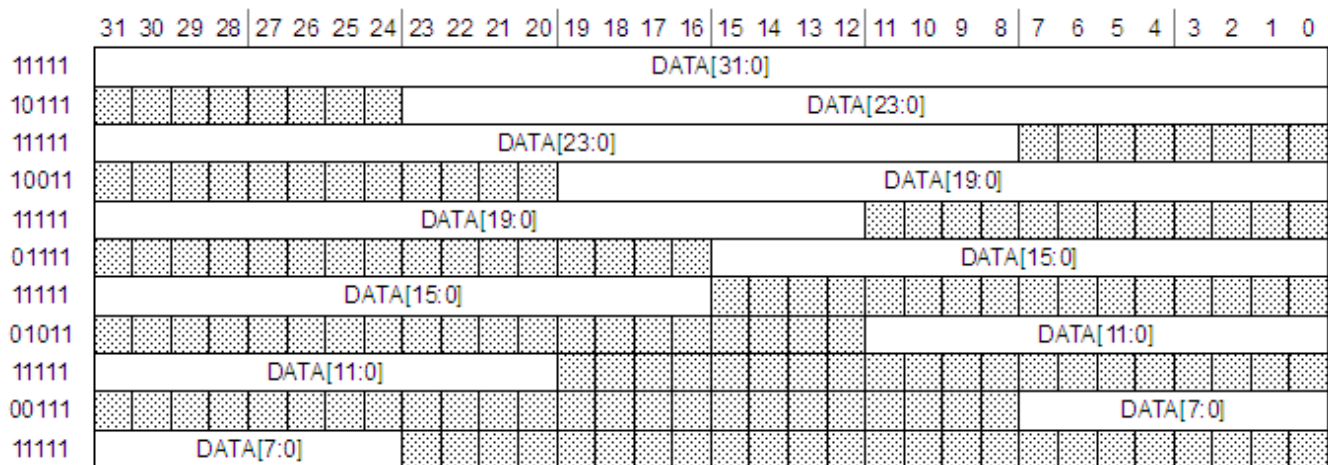 31 30 29 28 27 26 25 24 23 22 21 20 19 18 17 16 15 14 13 12 11 10 9 8 7 6 5 4 3 2 1 0
11111 DATA[31:0]
10111 DATA[23:0]
11111 DATA[23:0]
10011 DATA[19:0]
11111 DATA[19:0]
01111 DATA[15:0]
11111 DATA[15:0]
01011 DATA[11:0]
11111 DATA[11:0]
00111 DATA[7:0]
11111 DATA[7:0]